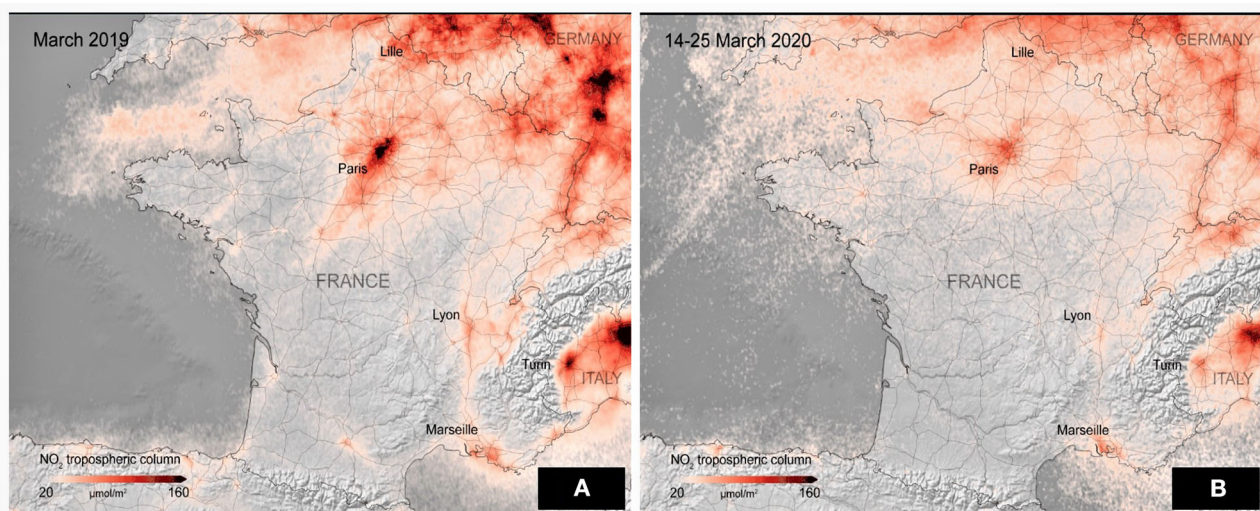 March 2019
Lille
GERMANY
Paris
FRANCE
Lyon
Turin
ITALY
Marseille
NO₂ tropospheric column
20 µmol/m² 160
A
14-25 March 2020
Lille
GERMANY
Paris
FRANCE
Lyon
Turin
ITALY
Marseille
NO₂ tropospheric column
20 µmol/m² 160
B